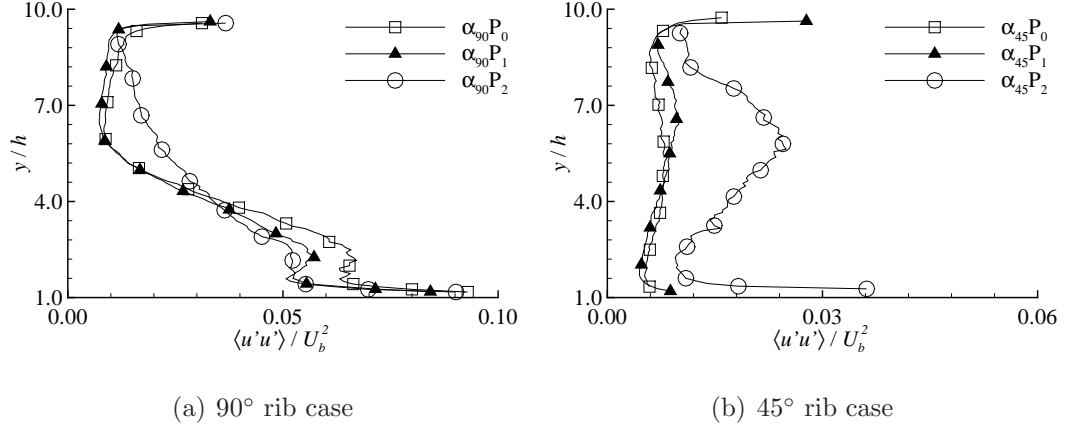 10.0
7.0
4.0
1.0
y / h
0.00
0.05
0.10
⟨u’u’⟩ / U_b^2
α₉₀P₀
α₉₀P₁
α₉₀P₂
(a) 90° rib case
10.0
7.0
4.0
1.0
y / h
0.00
0.03
0.06
⟨u’u’⟩ / U_b^2
α₄₅P₀
α₄₅P₁
α₄₅P₂
(b) 45° rib case